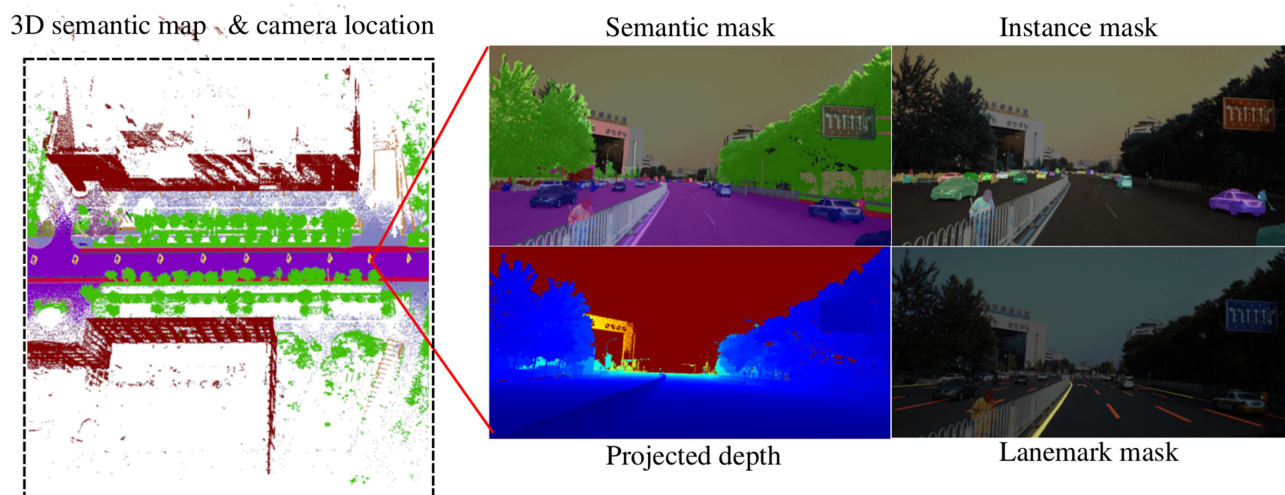 3D semantic map & camera location
Semantic mask
Instance mask
Projected depth
Lanemark mask